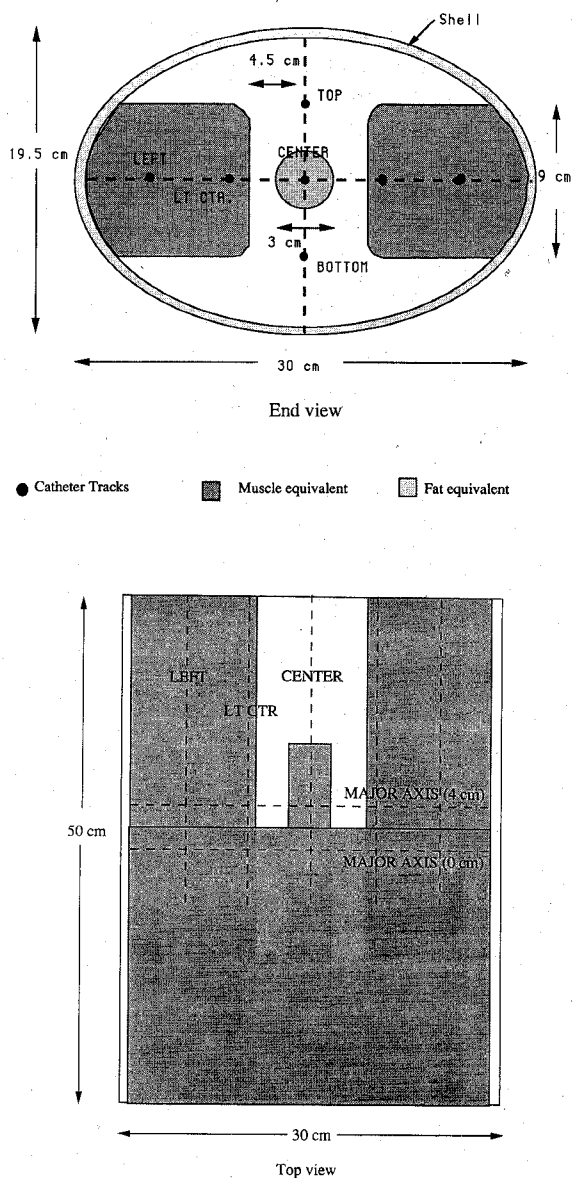 Shell
4.5 cm
TOP
19.5 cm
LEFT
CENTER
.9 cm
LT CTR.
3 cm
BOTTOM
30 cm
End view
Catheter Tracks
Muscle equivalent
Fat equivalent
LEFT
CENTER
LT CTR
MAJOR AXIS (4 cm)
50 cm
MAJOR AXIS (0 cm)
30 cm
Top view